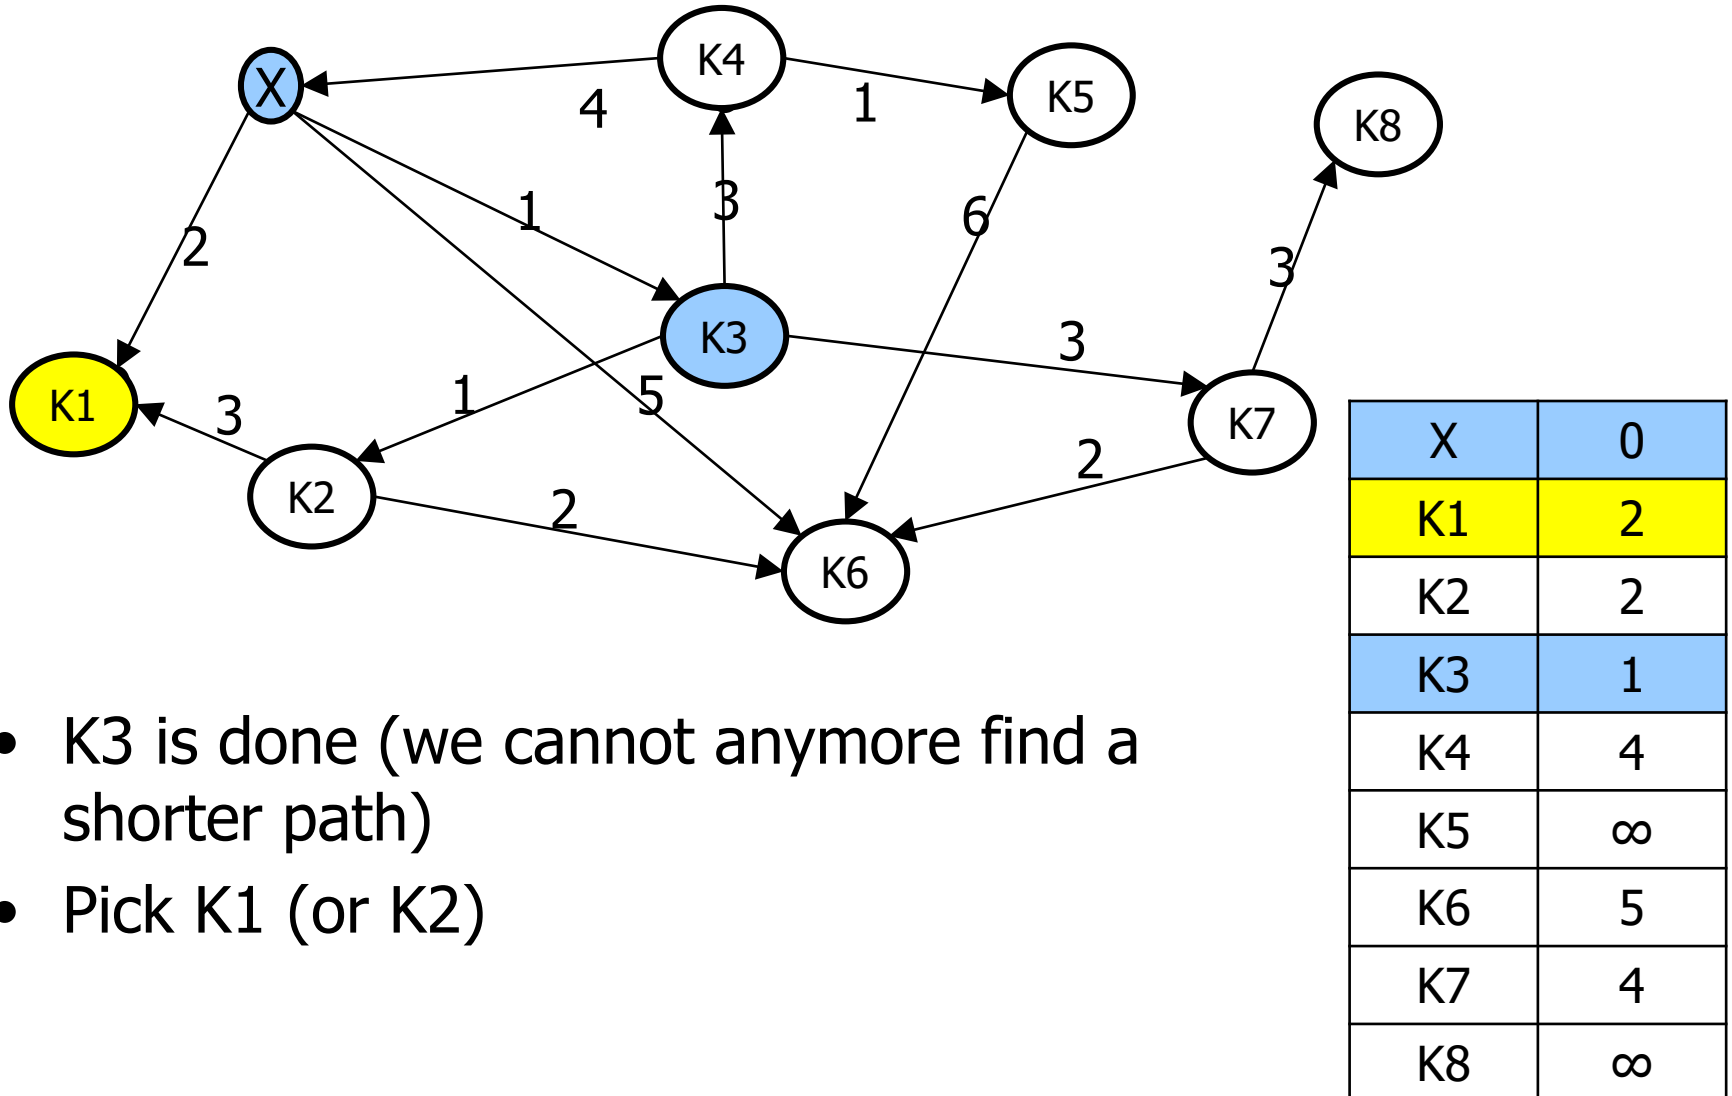 K4
X
K5
K8
4
1
1
3
6
2
3
K3
3
K1
3
1
5
K7
K2
2
2
K6
X 0
K1 2
K2 2
K3 1
K4 4
K5 ∞
K6 5
K7 4
K8 ∞
• K3 is done (we cannot anymore find a
shorter path)
• Pick K1 (or K2)